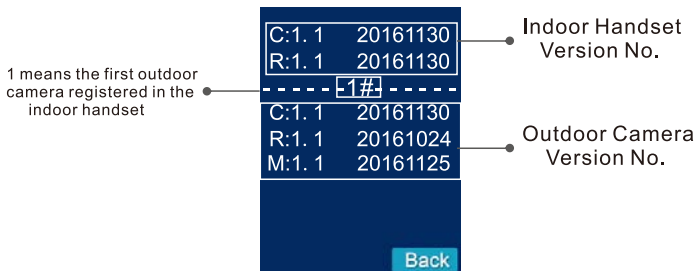 C:1. 1 20161130
R:1. 1 20161130
Indoor Handset
Version No.
1 means the first outdoor
camera registered in the
indoor handset
1#
C:1. 1 20161130
R:1. 1 20161024
M:1. 1 20161125
Outdoor Camera
Version No.
Back